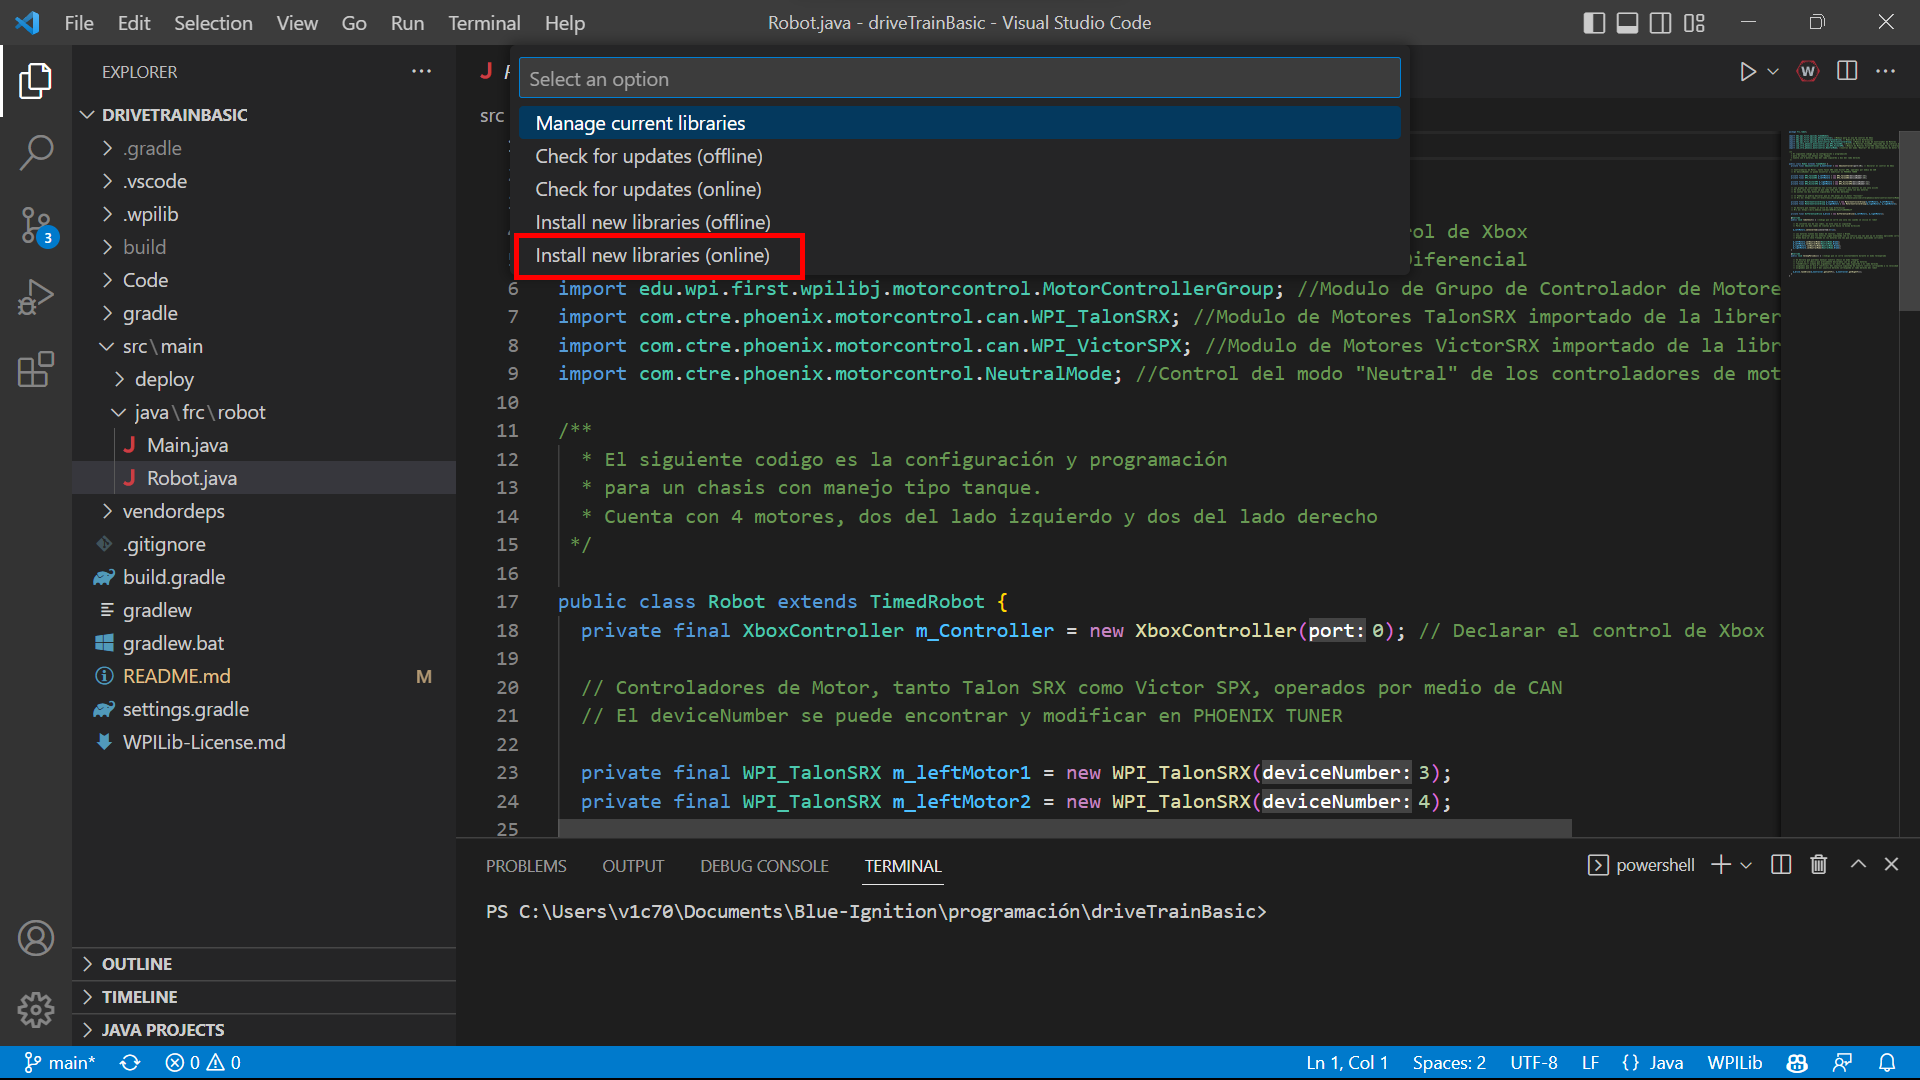 File Edit Selection View Go Run Terminal Help
Robot.java - driveTrainBasic - Visual Studio Code
EXPLORER
DRIVETRAINBASIC
.gradle
.vscode
.wpilib
build
Code
gradle
src\main
deploy
java\frc\robot
Main.java
Robot.java
vendordeps
.gitignore
build.gradle
gradlew
gradlew.bat
README.md M
settings.gradle
WPILib-License.md
OUTLINE
TIMELINE
JAVA PROJECTS
3
src
Select an option
Manage current libraries
Check for updates (offline)
Check for updates (online)
Install new libraries (offline)
Install new libraries (online)
ol de Xbox
iferencial
6 import edu.wpi.first.wpilibj.motorcontrol.MotorControllerGroup; //Modulo de Grupo de Controlador de Motore
7 import com.ctre.phoenix.motorcontrol.can.WPI_TalonSRX; //Modulo de Motores TalonSRX importado de la librer
8 import com.ctre.phoenix.motorcontrol.can.WPI_VictorSPX; //Modulo de Motores VictorSRX importado de la libr
9 import com.ctre.phoenix.motorcontrol.NeutralMode; //Control del modo "Neutral" de los controladores de mot
10
11 /**
12 * El siguiente codigo es la configuración y programación
13 * para un chasis con manejo tipo tanque.
14 * Cuenta con 4 motores, dos del lado izquierdo y dos del lado derecho
15 */
16
17 public class Robot extends TimedRobot {
18 private final XboxController m_Controller = new XboxController(port: 0); // Declarar el control de Xbox
19
20 // Controladores de Motor, tanto Talon SRX como Victor SPX, operados por medio de CAN
21 // El deviceNumber se puede encontrar y modificar en PHOENIX TUNER
22
23 private final WPI_TalonSRX m_leftMotor1 = new WPI_TalonSRX(deviceNumber: 3);
24 private final WPI_TalonSRX m_leftMotor2 = new WPI_TalonSRX(deviceNumber: 4);
25
PROBLEMS OUTPUT DEBUG CONSOLE TERMINAL
powershell
PS C:\Users\v1c70\Documents\Blue-Ignition\programación\driveTrainBasic>
main* 0 0
Ln 1, Col 1 Spaces: 2 UTF-8 LF {} Java WPILib